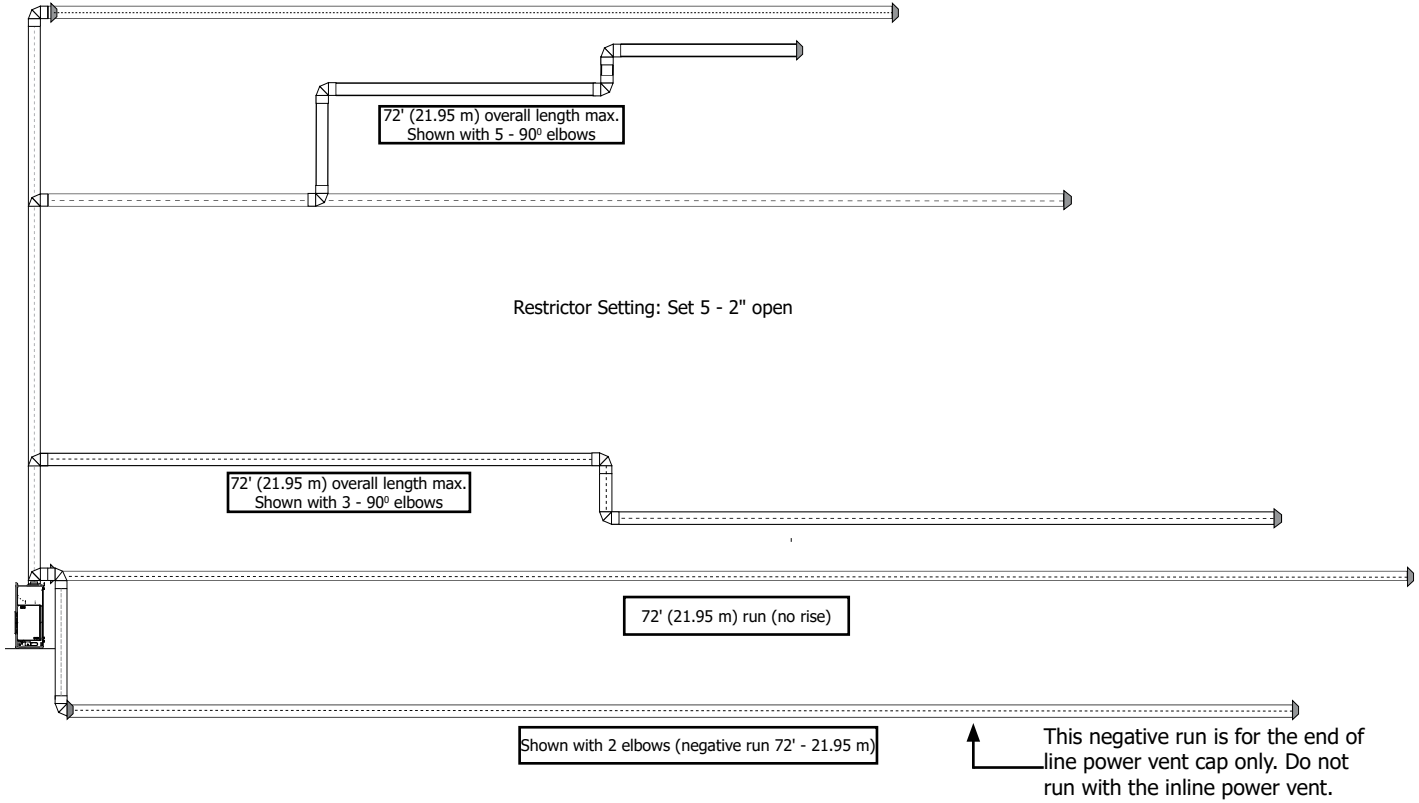 72' (21.95 m) overall length max.
Shown with 5 - 90⁰ elbows
Restrictor Setting: Set 5 - 2" open
72' (21.95 m) overall length max.
Shown with 3 - 90⁰ elbows
72' (21.95 m) run (no rise)
Shown with 2 elbows (negative run 72' - 21.95 m)
This negative run is for the end of
line power vent cap only. Do not
run with the inline power vent.